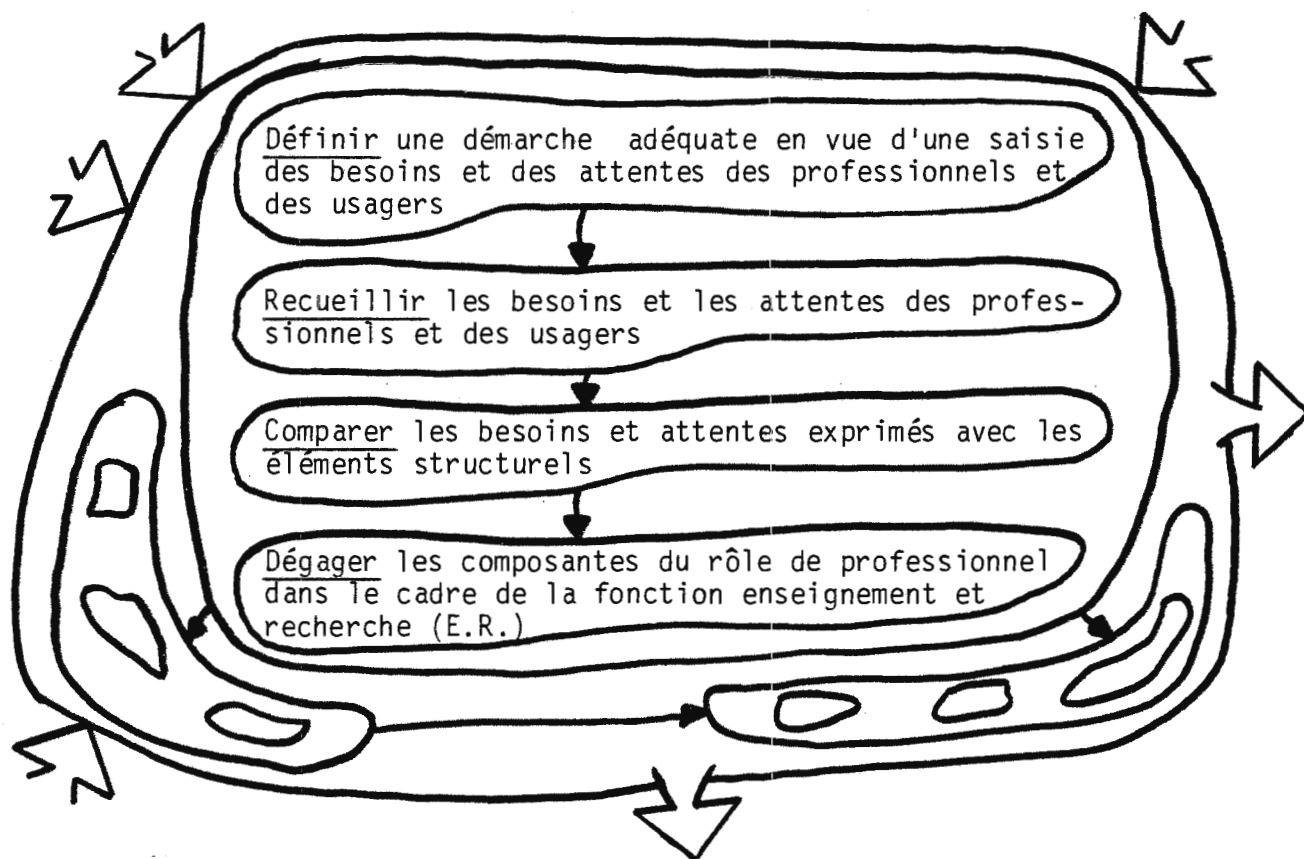 Définir une démarche adéquate en vue d'une saisie
des besoins et des attentes des professionnels et
des usagers
Recueillir les besoins et les attentes des profes-
sionnels et des usagers
Comparer les besoins et attentes exprimés avec les
éléments structurels
Dégager les composantes du rôle de professionnel
dans le cadre de la fonction enseignement et
recherche (E.R.)